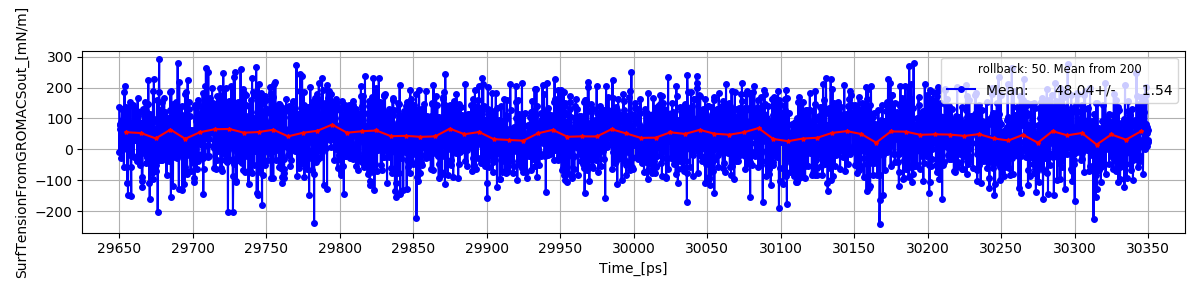 SurfTensionFromGROMACSout_[mN/m]
300
200
100
0
−100
−200
rollback: 50. Mean from 200
Mean: 48.04+/- 1.54
29650 29700 29750 29800 29850 29900 29950 30000 30050 30100 30150 30200 30250 30300 30350
Time_[ps]